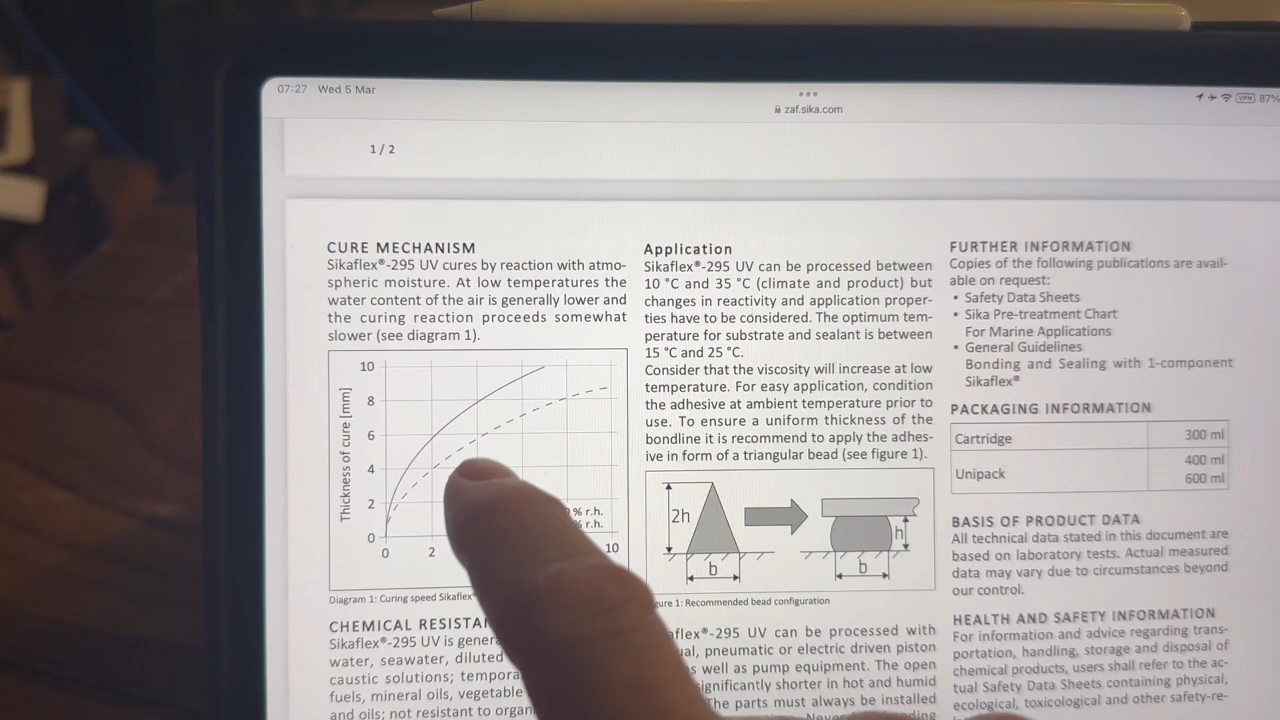 07:27 Wed 5 Mar
zaf.sika.com
VPN 87%
1 / 2
CURE MECHANISM
Sikaflex®-295 UV cures by reaction with atmo-
spheric moisture. At low temperatures the
water content of the air is generally lower and
the curing reaction proceeds somewhat
slower (see diagram 1).
Thickness of cure [mm]
10
8
6
4
2
0
0 2 10
% r.h.
% r.h.
Diagram 1: Curing speed Sikaflex
CHEMICAL
Sikaflex®-295 UV is
water, seawater, diluted
caustic solutions;
fuels, mineral oils, vegetable
and oils; not resistant to
Application
Sikaflex®-295 UV can be processed between
10 °C and 35 °C (climate and product) but
changes in reactivity and application proper-
ties have to be considered. The optimum tem-
perature for substrate and sealant is between
15 °C and 25 °C.
Consider that the viscosity will increase at low
temperature. For easy application, condition
the adhesive at ambient temperature prior to
use. To ensure a uniform thickness of the
bondline it is recommend to apply the adhes-
ive in form of a triangular bead (see figure 1).
2h
b
h
b
1: Recommended bead configuration
-295 UV can be processed with
pneumatic or electric driven piston
as well as pump equipment. The open
significantly shorter in hot and humid
The parts must always be installed
FURTHER INFORMATION
Copies of the following publications are avail-
able on request:
▪ Safety Data Sheets
▪ Sika Pre-treatment Chart
For Marine Applications
▪ General Guidelines
Bonding and Sealing with 1-component
Sikaflex®
PACKAGING INFORMATION
Cartridge 300 ml
Unipack 400 ml
600 ml
BASIS OF PRODUCT DATA
All technical data stated in this document are
based on laboratory tests. Actual measured
data may vary due to circumstances beyond
our control.
HEALTH AND SAFETY INFORMATION
For information and advice regarding trans-
portation, handling, storage and disposal of
chemical products, users shall refer to the ac-
tual Safety Data Sheets containing physical,
ecological, toxicological and other safety-re-